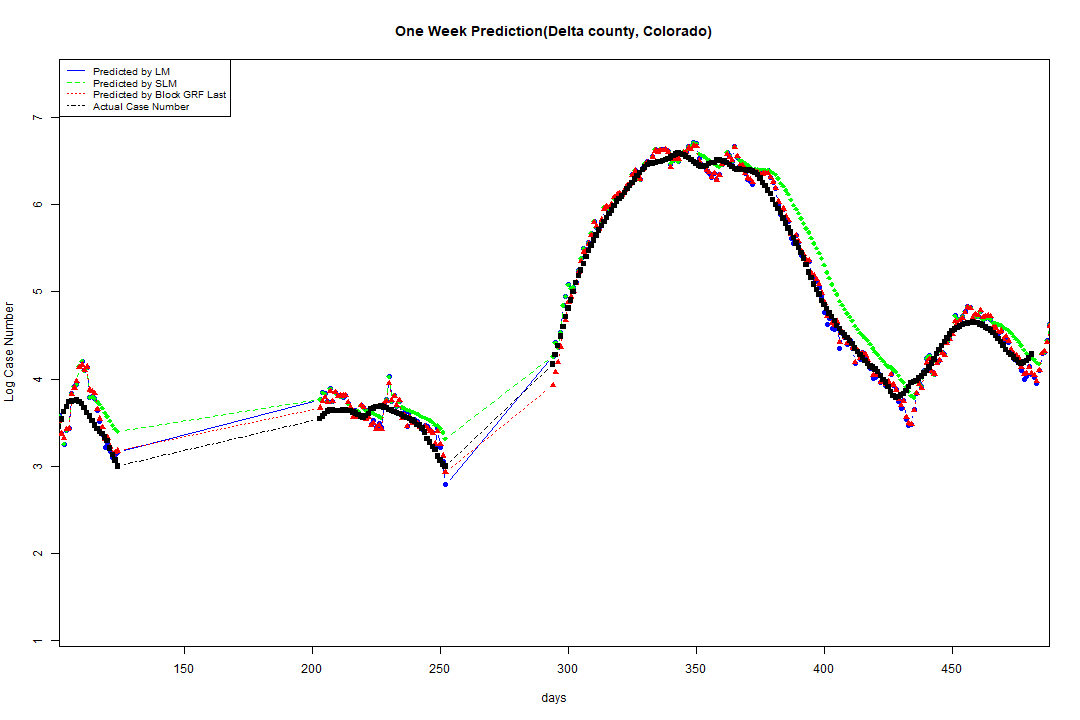 One Week Prediction(Delta county, Colorado)
Predicted by LM
Predicted by SLM
Predicted by Block GRF Last
Actual Case Number
7
6
5
4
3
2
1
Log Case Number
150 200 250 300 350 400 450
days